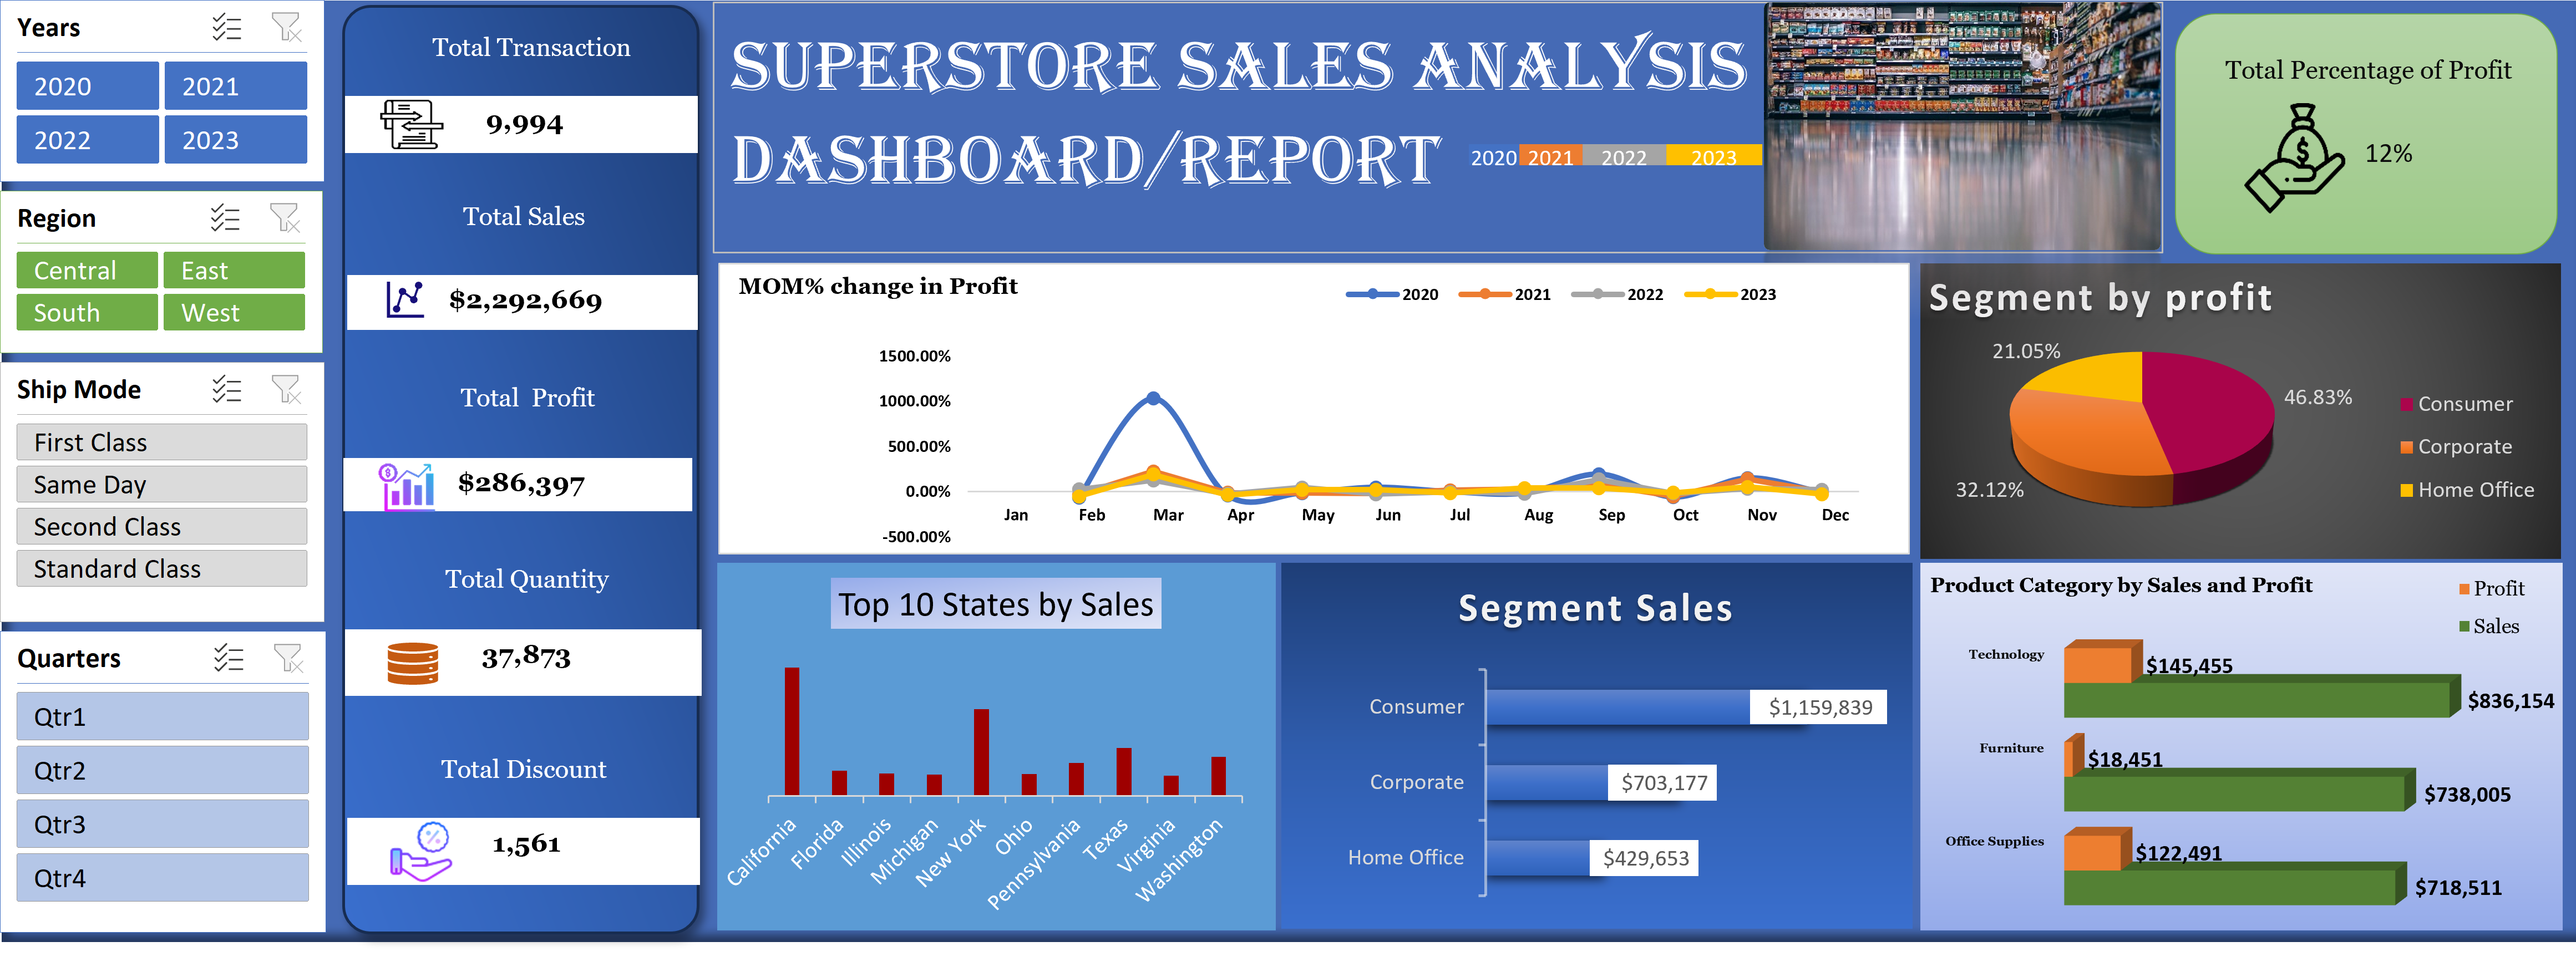 Years
2020
2021
2022
2023
Region
Central
East
South
West
Ship Mode
First Class
Same Day
Second Class
Standard Class
Quarters
Qtr1
Qtr2
Qtr3
Qtr4
Total Transaction
9,994
Total Sales
$2,292,669
Total Profit
$286,397
Total Quantity
37,873
Total Discount
1,561
SUPERSTORE SALES ANALYSIS
DASHBOARD/REPORT
2020 2021 2022 2023
Total Percentage of Profit
12%
MOM% change in Profit
2020 2021 2022 2023
1500.00%
1000.00%
500.00%
0.00%
-500.00%
Jan Feb Mar Apr May Jun Jul Aug Sep Oct Nov Dec
Segment by profit
21.05%
46.83%
32.12%
Consumer
Corporate
Home Office
Top 10 States by Sales
California
Florida
Illinois
Michigan
New York
Ohio
Pennsylvania
Texas
Virginia
Washington
Segment Sales
Consumer $1,159,839
Corporate $703,177
Home Office $429,653
Product Category by Sales and Profit
Profit
Sales
Technology
$145,455
$836,154
Furniture
$18,451
$738,005
Office Supplies
$122,491
$718,511